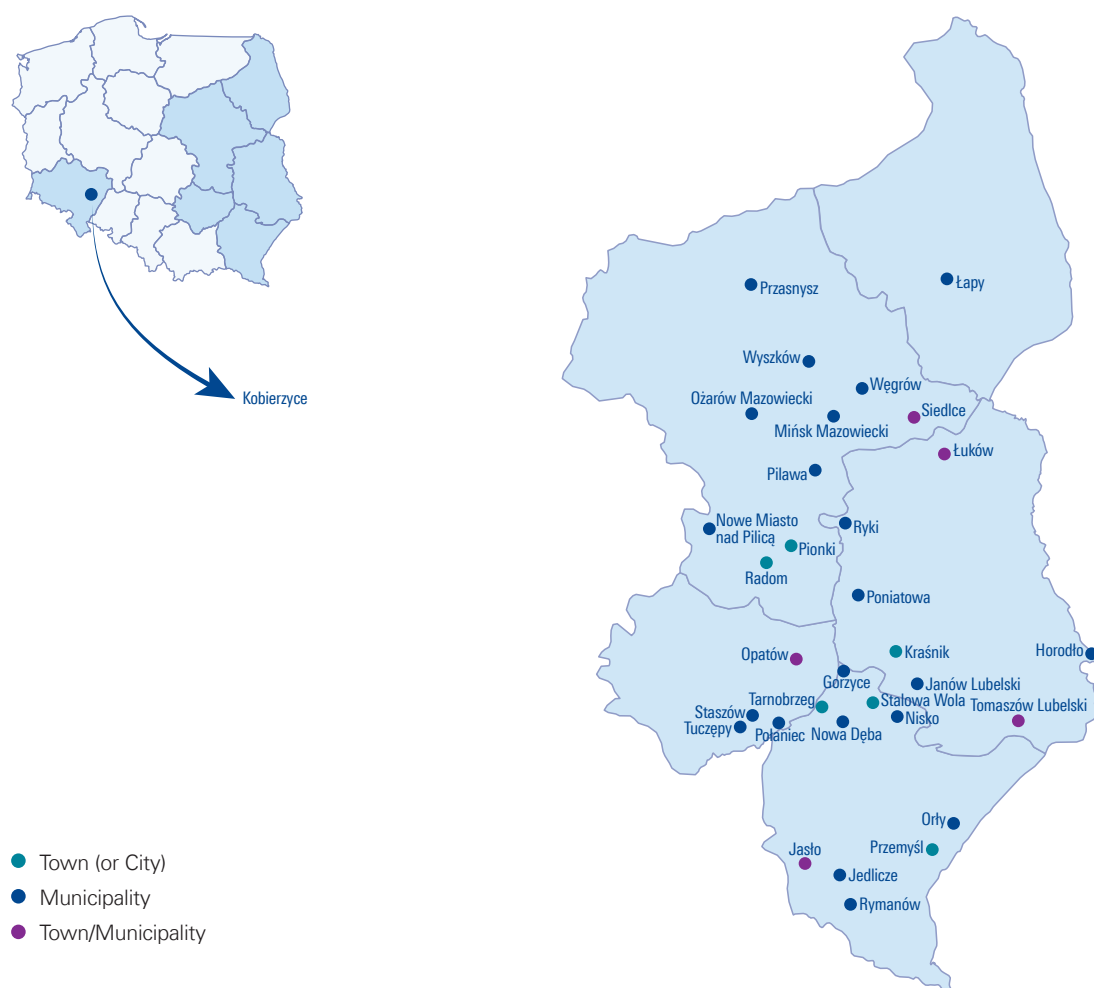 Kobierzyce
Przasnysz
Łapy
Wyszków
Węgrów
Ożarów Mazowiecki
Siedlce
Mińsk Mazowiecki
Łuków
Pilawa
Nowe Miasto
nad Pilicą
Ryki
Pionki
Radom
Poniatowa
Opatów
Kraśnik
Horodło
Gorzyce
Janów Lubelski
Tarnobrzeg
Stalowa Wola
Tomaszów Lubelski
Staszów
Nisko
Tuczępy
Połaniec
Nowa Dęba
Orły
Przemyśl
Jasło
Jedlicze
Rymanów
Town (or City)
Municipality
Town/Municipality